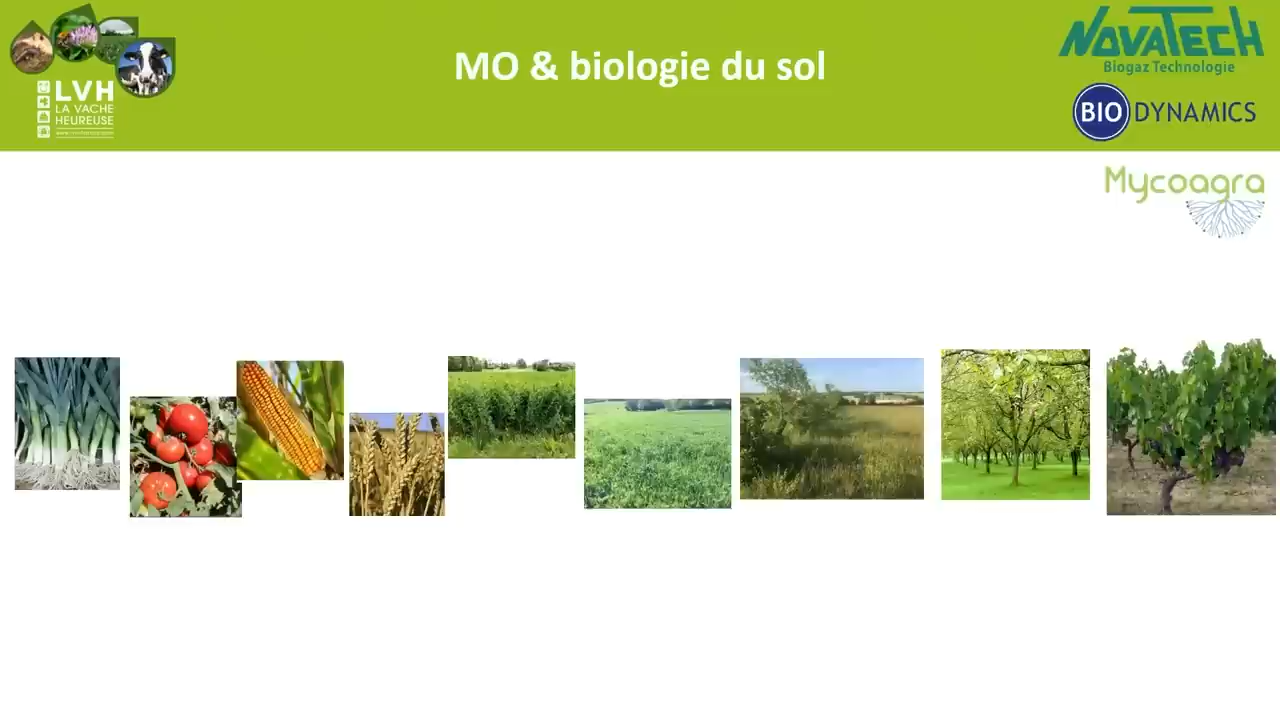 MO & biologie du sol
LVH
LA VACHE
HEUREUSE
NOVATECH
Biogaz Technologie
BIO DYNAMICS
Mycoagra